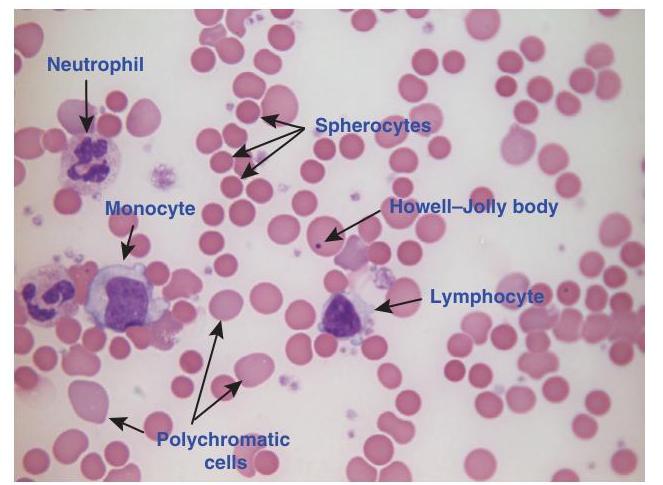 Neutrophil
Spherocytes
Monocyte
Howell–Jolly body
Lymphocyte
Polychromatic
cells